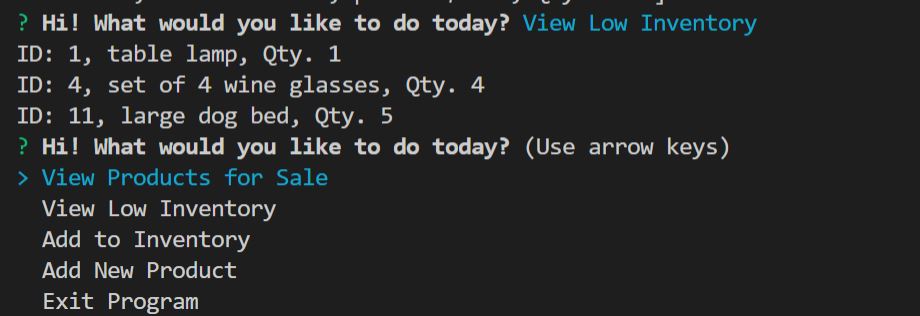 ? Hi! What would you like to do today? View Low Inventory
ID: 1, table lamp, Qty. 1
ID: 4, set of 4 wine glasses, Qty. 4
ID: 11, large dog bed, Qty. 5
? Hi! What would you like to do today? (Use arrow keys)
> View Products for Sale
View Low Inventory
Add to Inventory
Add New Product
Exit Program